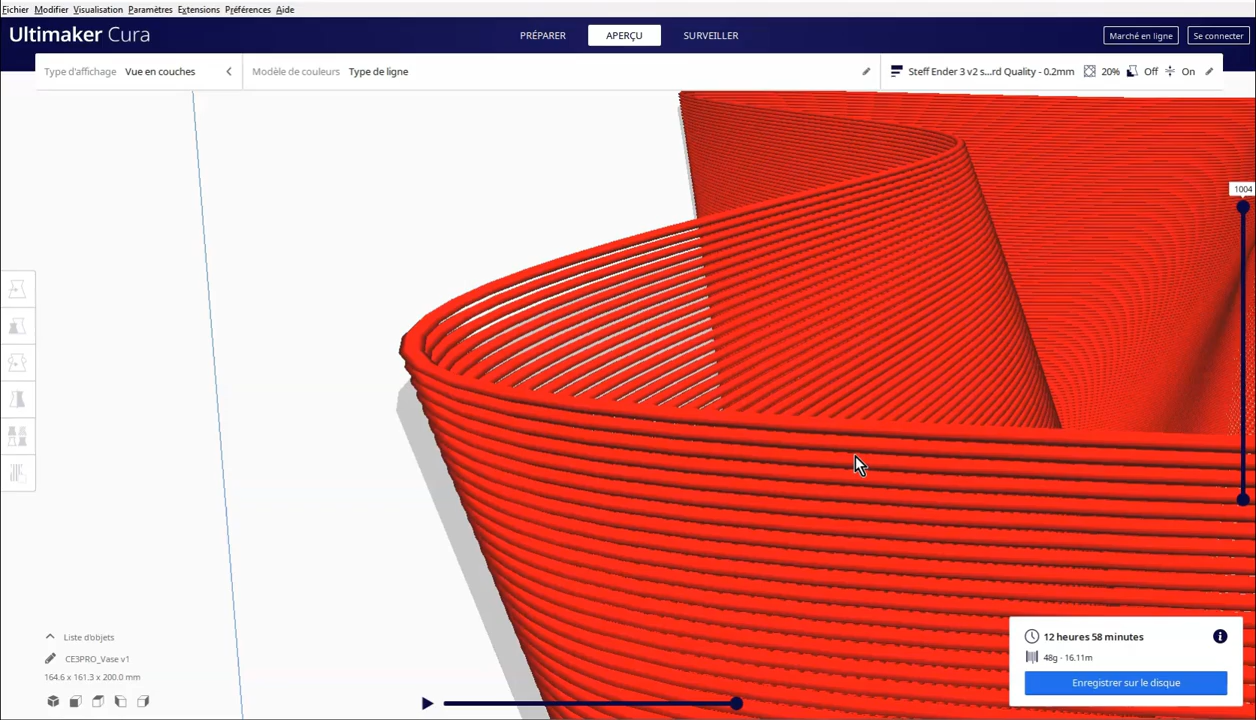 Fichier Modifier Visualisation Paramètres Extensions Préférences Aide
Ultimaker Cura
PRÉPARER APERÇU SURVEILLER
Marché en ligne Se connecter
Type d'affichage Vue en couches
Modèle de couleurs Type de ligne
Steff Ender 3 v2 s...rd Quality - 0.2mm 20% Off On
1004
Liste d'objets
CE3PRO_Vase v1
164.6 x 161.3 x 200.0 mm
12 heures 58 minutes
48g · 16.11m
Enregistrer sur le disque